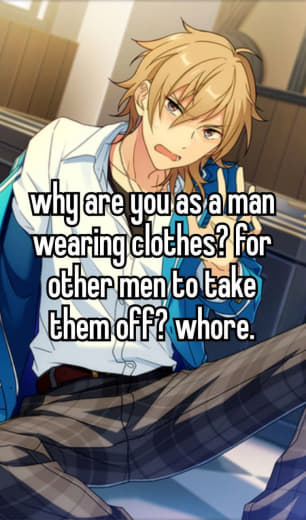 why are you as a man
wearing clothes? for
other men to take
them off? whore.